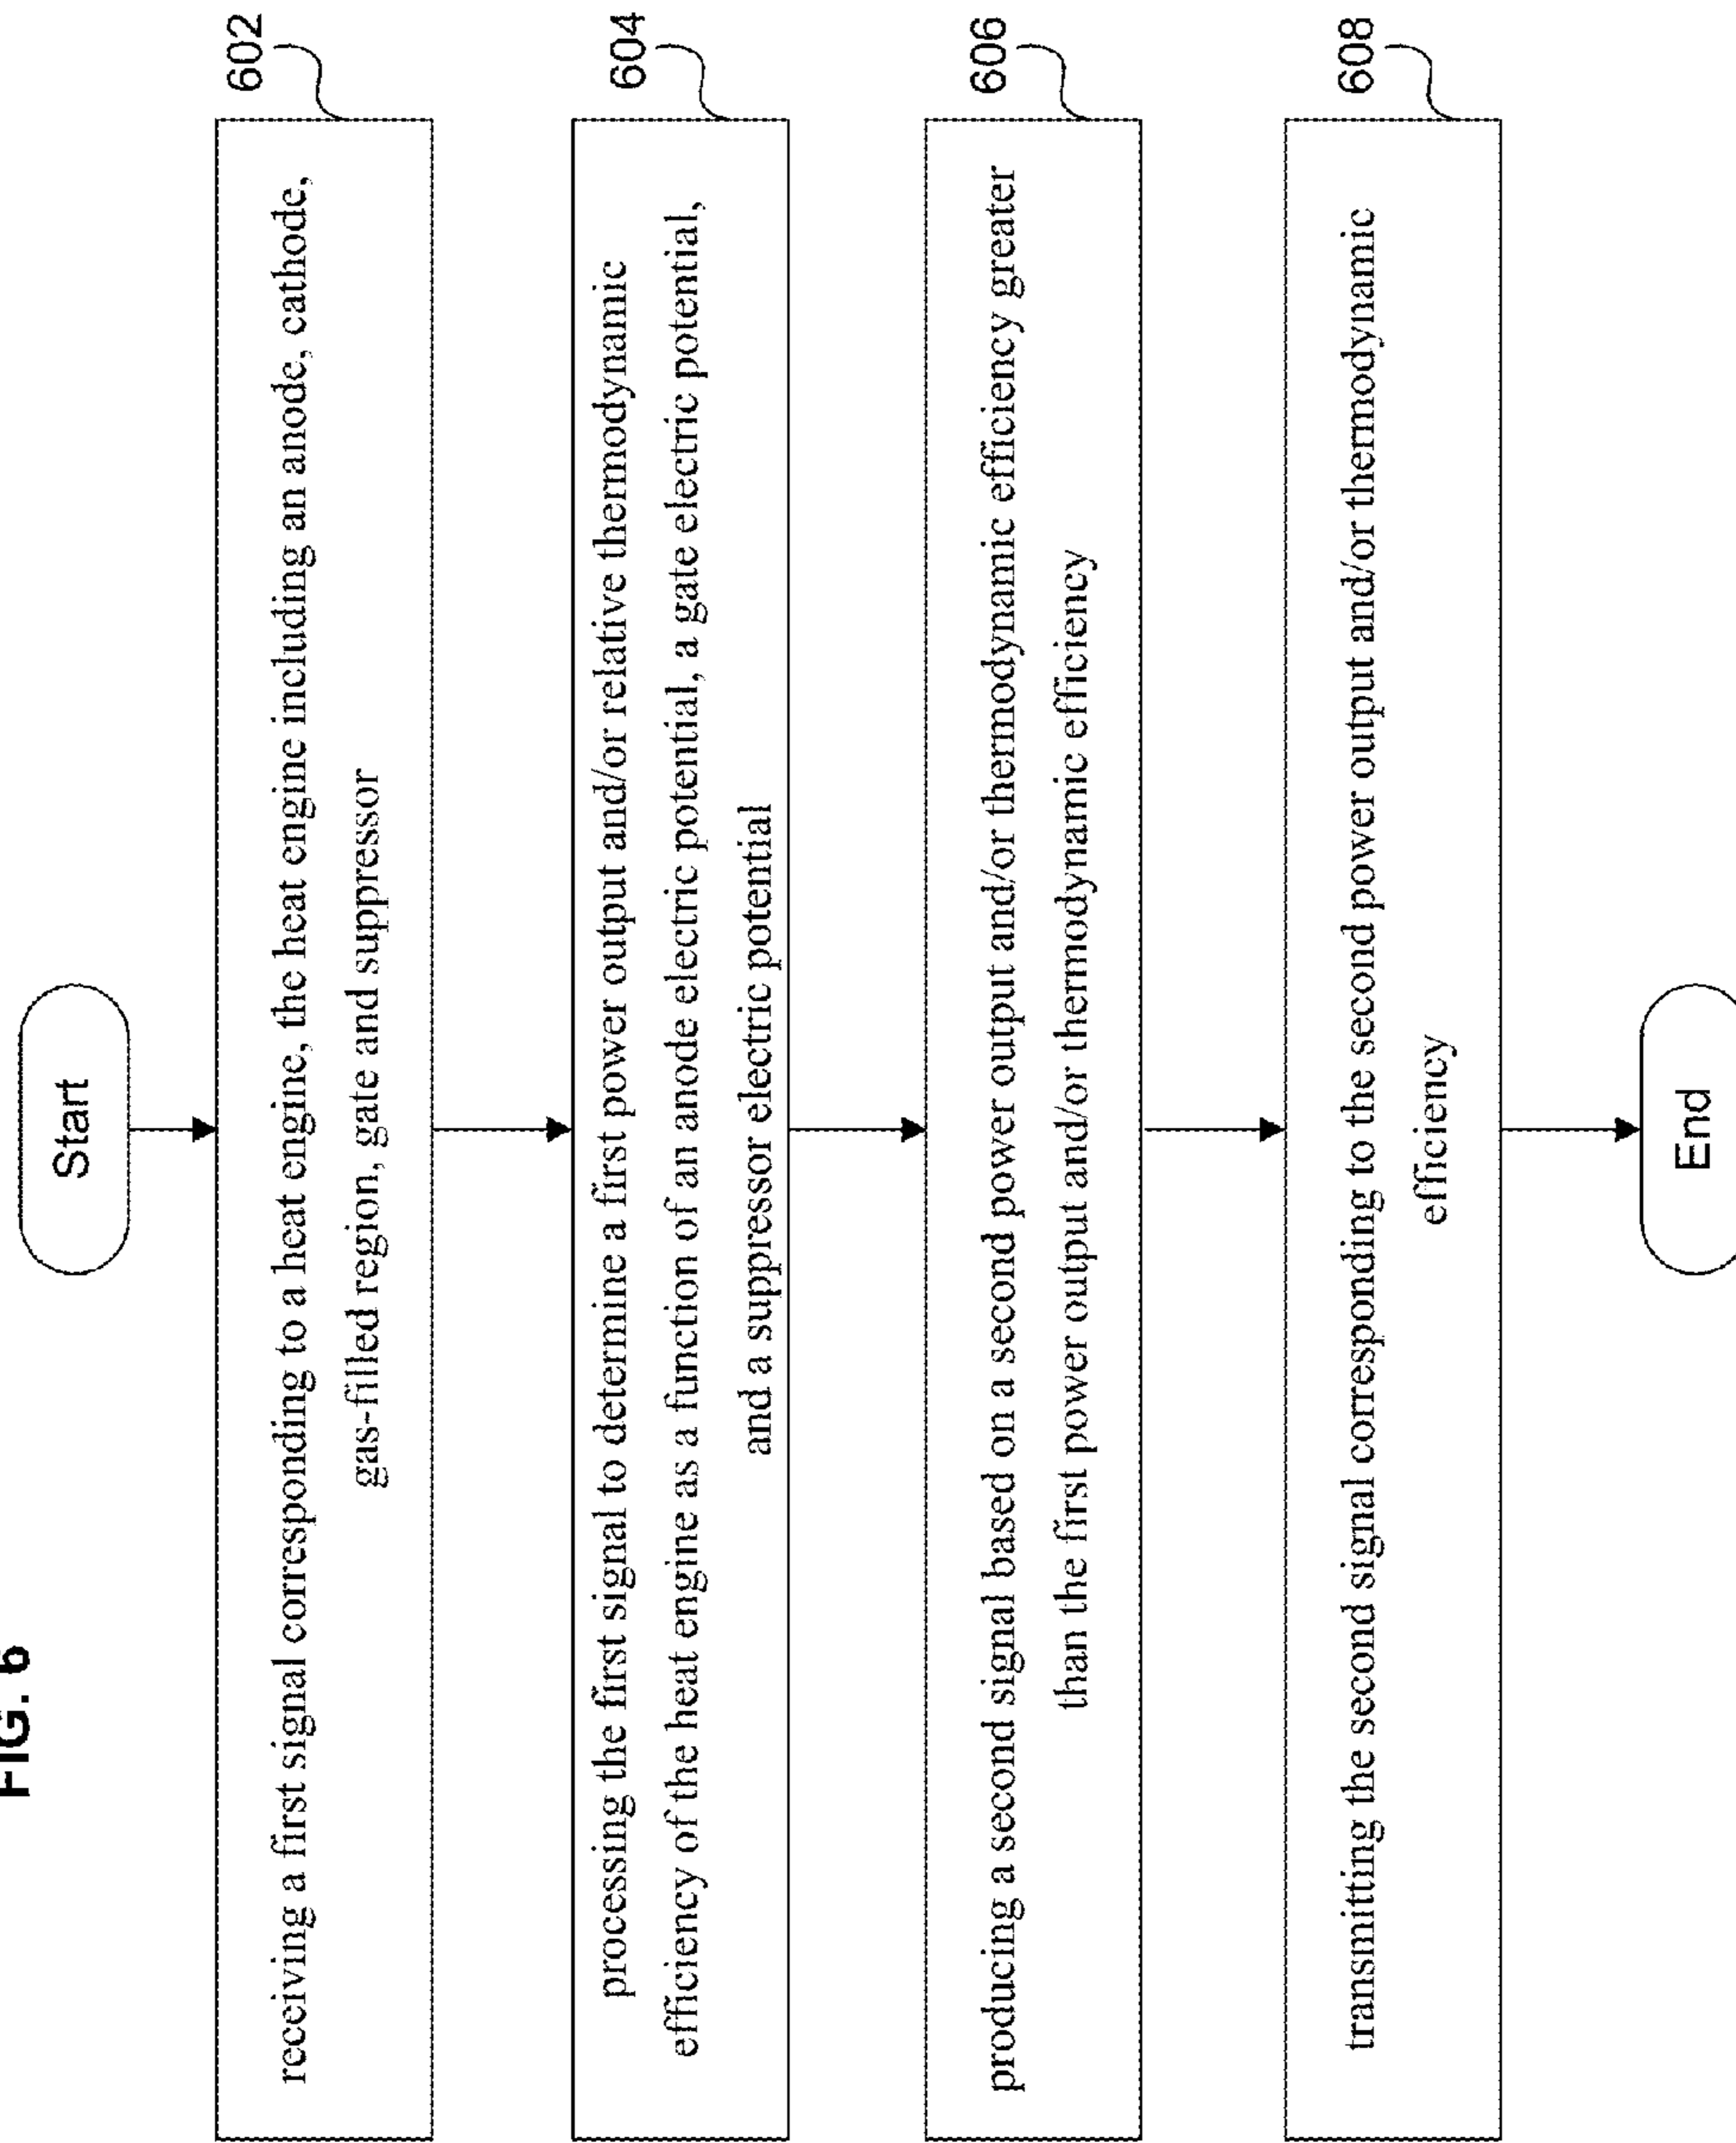 FIG. 6
Start
receiving a first signal corresponding to a heat engine, the heat engine including an anode, cathode,
gas-filled region, gate and suppressor
602
processing the first signal to determine a first power output and/or relative thermodynamic
efficiency of the heat engine as a function of an anode electric potential, a gate electric potential,
and a suppressor electric potential
604
producing a second signal based on a second power output and/or thermodynamic efficiency greater
than the first power output and/or thermodynamic efficiency
606
transmitting the second signal corresponding to the second power output and/or thermodynamic
efficiency
608
End